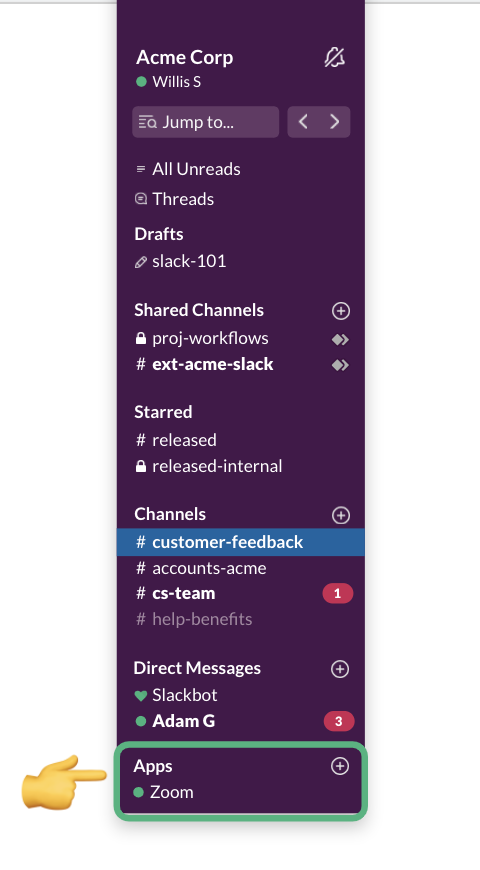 Acme Corp
Willis S
Jump to...
All Unreads
Threads
Drafts
slack-101
Shared Channels
proj-workflows
# ext-acme-slack
Starred
# released
released-internal
Channels
# customer-feedback
# accounts-acme
# cs-team 1
# help-benefits
Direct Messages
Slackbot
Adam G 3
Apps
Zoom